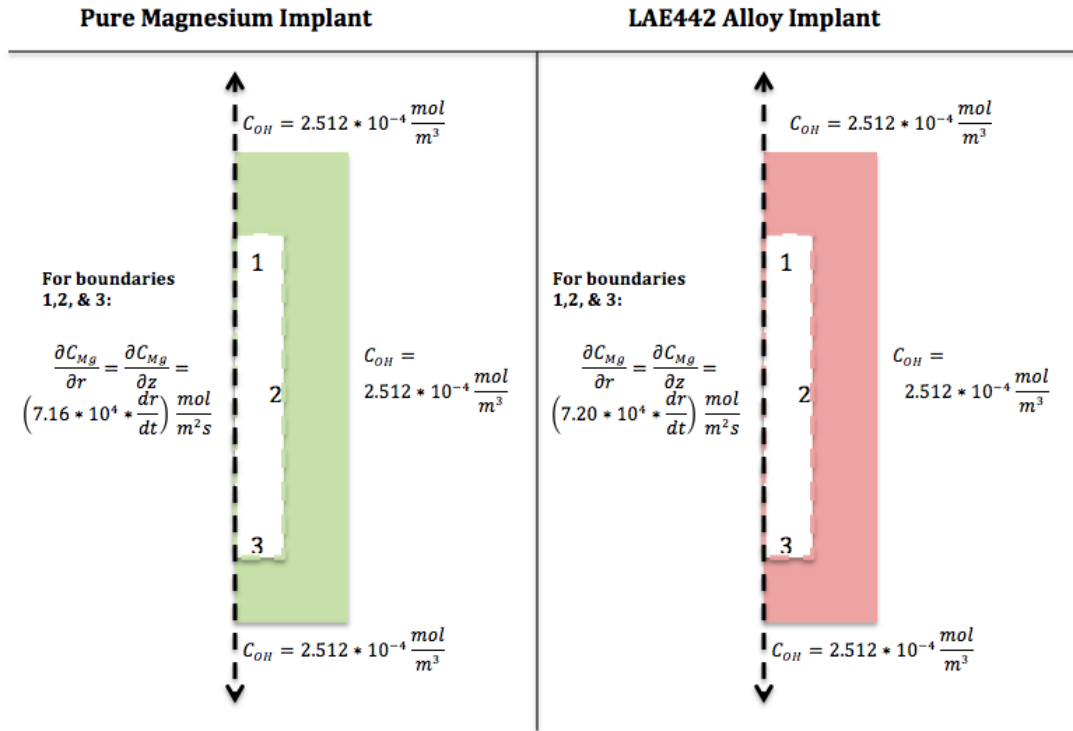 Pure Magnesium Implant
C_OH = 2.512 * 10^-4 mol/m^3
1
For boundaries
1,2, & 3:
∂C_Mg/∂r = ∂C_Mg/∂z =
(7.16 * 10^4 * dr/dt) mol/m^2s
2
C_OH =
2.512 * 10^-4 mol/m^3
3
C_OH = 2.512 * 10^-4 mol/m^3
LAE442 Alloy Implant
C_OH = 2.512 * 10^-4 mol/m^3
1
For boundaries
1,2, & 3:
∂C_Mg/∂r = ∂C_Mg/∂z =
(7.20 * 10^4 * dr/dt) mol/m^2s
2
C_OH =
2.512 * 10^-4 mol/m^3
3
C_OH = 2.512 * 10^-4 mol/m^3